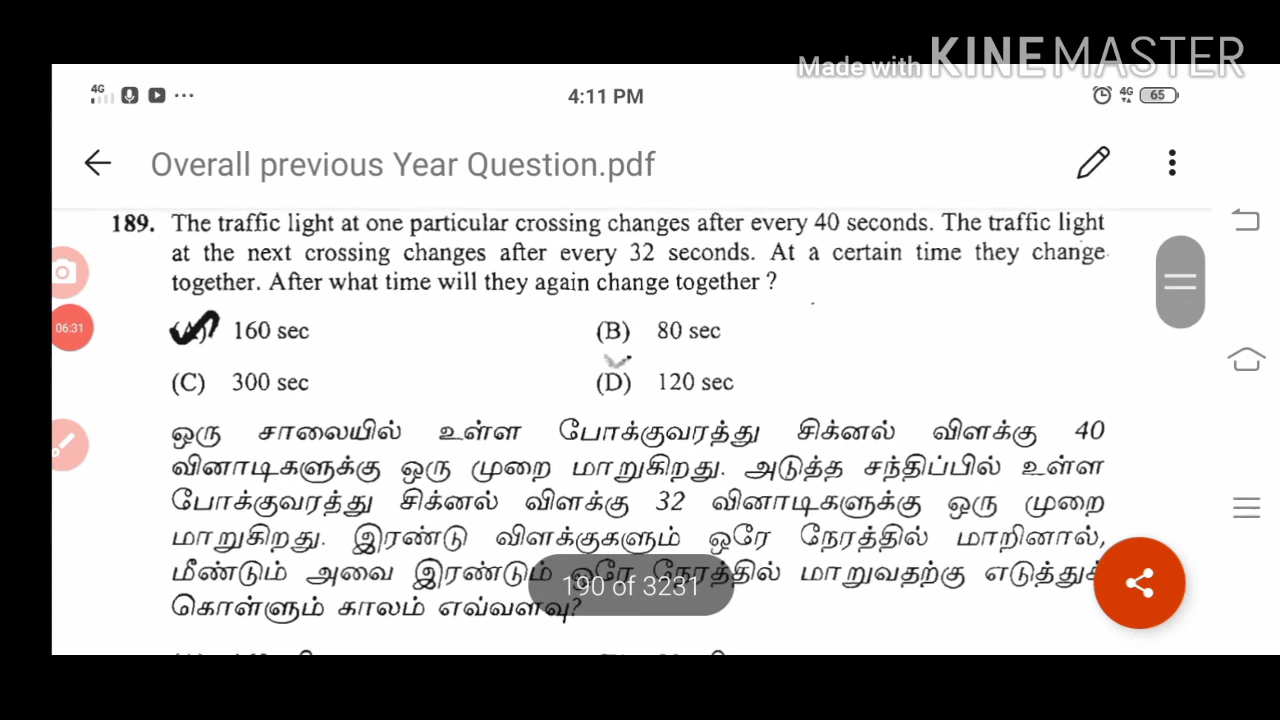 Made with KINEMASTER
4G 4:11 PM 4G 65
Overall previous Year Question.pdf
189. The traffic light at one particular crossing changes after every 40 seconds. The traffic light
at the next crossing changes after every 32 seconds. At a certain time they change
together. After what time will they again change together ?
06:31
(A) 160 sec (B) 80 sec
(C) 300 sec (D) 120 sec
ஒரு சாலையில் உள்ள போக்குவரத்து சிக்னல் விளக்கு 40
வினாடிகளுக்கு ஒரு முறை மாறுகிறது. அடுத்த சந்திப்பில் உள்ள
போக்குவரத்து சிக்னல் விளக்கு 32 வினாடிகளுக்கு ஒரு முறை
மாறுகிறது. இரண்டு விளக்குகளும் ஒரே நேரத்தில் மாறினால்,
மீண்டும் அவை இரண்டும் ஒரே நேரத்தில் மாறுவதற்கு எடுத்துக்
190 of 3231
கொள்ளும் காலம் எவ்வளவு?